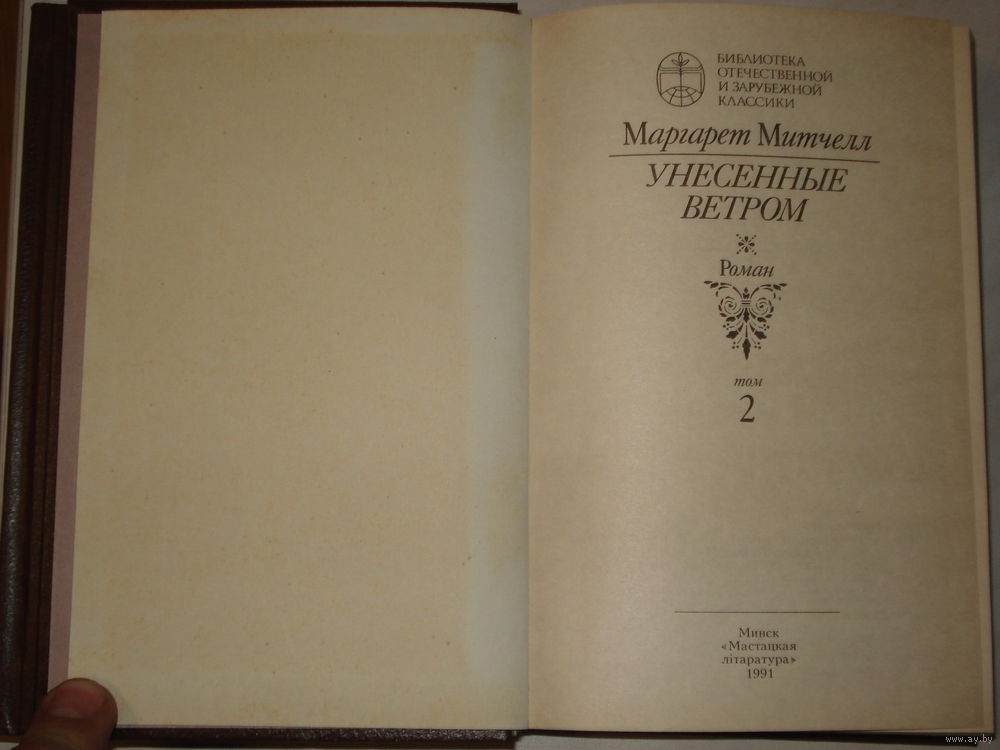 БИБЛИОТЕКА
ОТЕЧЕСТВЕННОЙ
И ЗАРУБЕЖНОЙ
КЛАССИКИ
Маргарет Митчелл
УНЕСЕННЫЕ
ВЕТРОМ
Роман
том
2
Минск
«Мастацкая
літаратура»
1991
www.ay.by